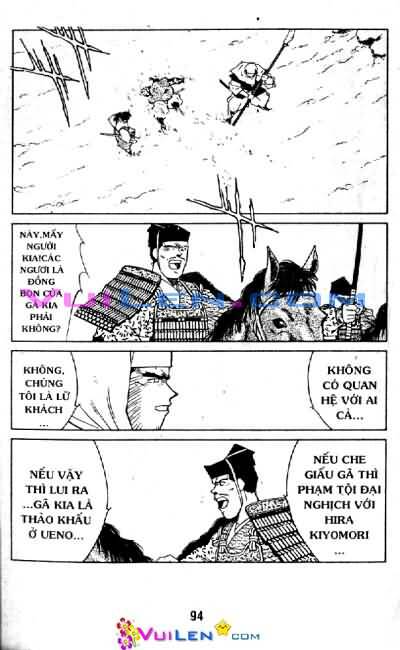 NÀY, MẤY
NGƯỜI
KIA! CÁC
NGƯƠI LÀ
ĐỒNG
BỌN CỦA
GÃ KIA
PHẢI
KHÔNG?
VUILEN.COM
KHÔNG,
CHÚNG
TÔI LÀ LỮ
KHÁCH
...
KHÔNG
CÓ QUAN
HỆ VỚI AI
CẢ...
NẾU VẬY
THÌ LUI RA
...GÃ KIA LÀ
THẢO KHẤU
Ở UENO...
NẾU CHE
GIẤU GÃ THÌ
PHẠM TỘI ĐẠI
NGHỊCH VỚI
HIRA
KIYOMORI
...
94
VUILEN.COM